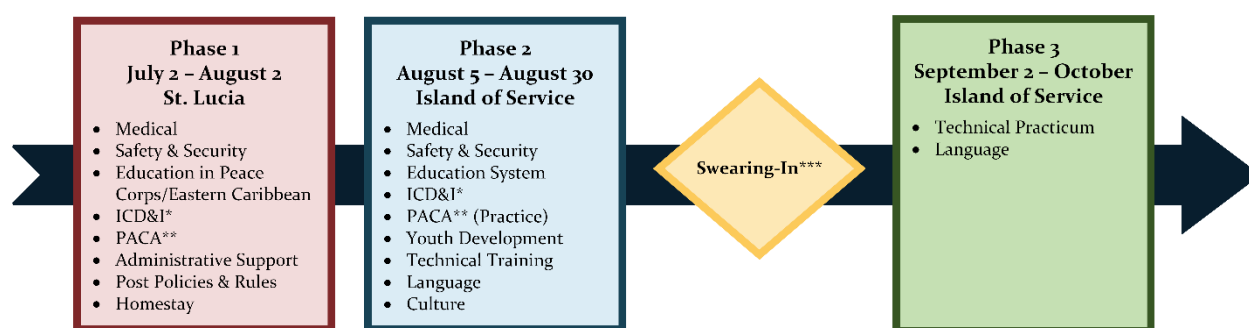 Phase 1
July 2 – August 2
St. Lucia
• Medical
• Safety & Security
• Education in Peace
Corps/Eastern Caribbean
• ICD&I*
• PACA**
• Administrative Support
• Post Policies & Rules
• Homestay
Phase 2
August 5 – August 30
Island of Service
• Medical
• Safety & Security
• Education System
• ICD&I*
• PACA** (Practice)
• Youth Development
• Technical Training
• Language
• Culture
Swearing-In***
Phase 3
September 2 – October
Island of Service
• Technical Practicum
• Language